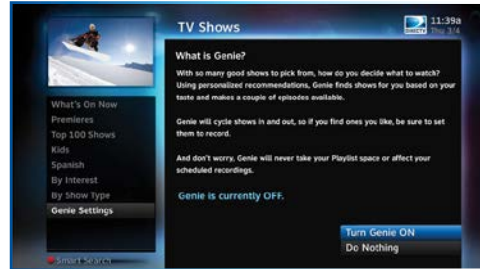 TV Shows
DIRECTV
11:39a
Thu 3/4
What is Genie?
With so many good shows to pick from, how do you decide what to watch?
Using personalized recommendations, Genie finds shows for you based on your
taste and makes a couple of episodes available.
Genie will cycle shows in and out, so if you find ones you like, be sure to set
them to record.
And don't worry, Genie will never take your Playlist space or affect your
scheduled recordings.
Genie is currently OFF.
What's On Now
Premieres
Top 100 Shows
Kids
Spanish
By Interest
By Show Type
Genie Settings
Turn Genie ON
Do Nothing
Smart Search